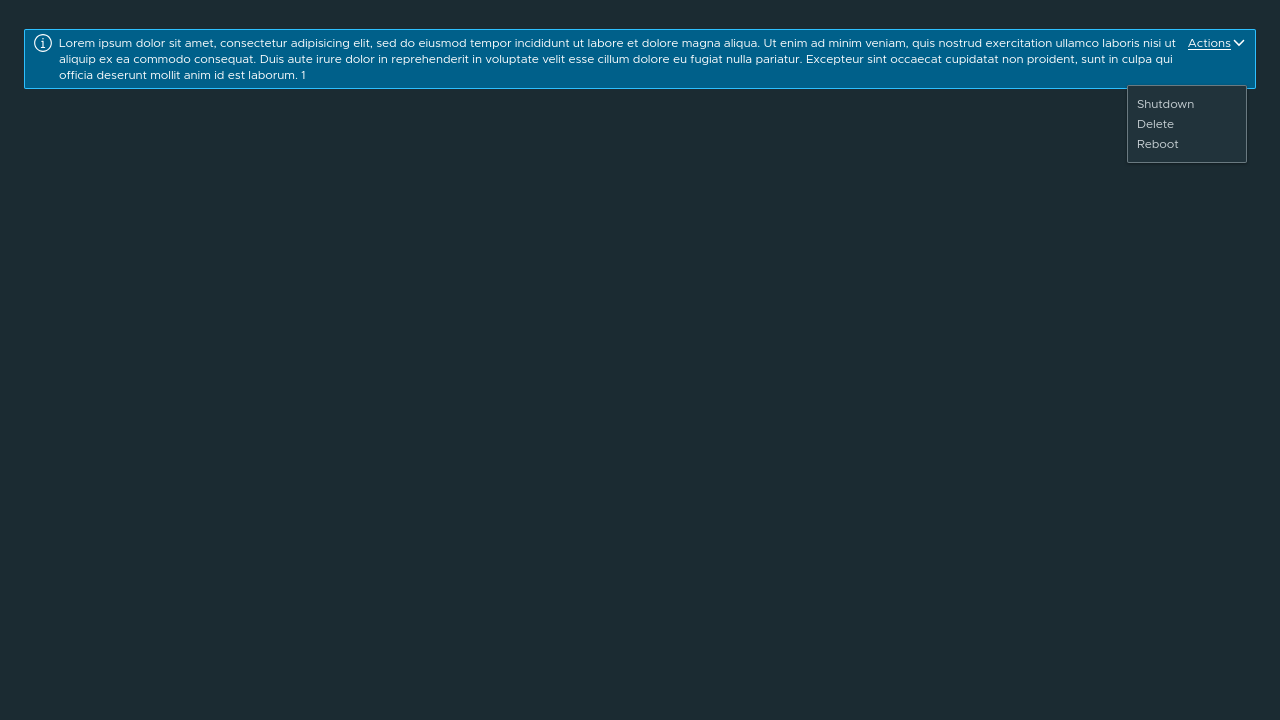 Lorem ipsum dolor sit amet, consectetur adipisicing elit, sed do eiusmod tempor incididunt ut labore et dolore magna aliqua. Ut enim ad minim veniam, quis nostrud exercitation ullamco laboris nisi ut
aliquip ex ea commodo consequat. Duis aute irure dolor in reprehenderit in voluptate velit esse cillum dolore eu fugiat nulla pariatur. Excepteur sint occaecat cupidatat non proident, sunt in culpa qui
officia deserunt mollit anim id est laborum. 1
Actions
Shutdown
Delete
Reboot